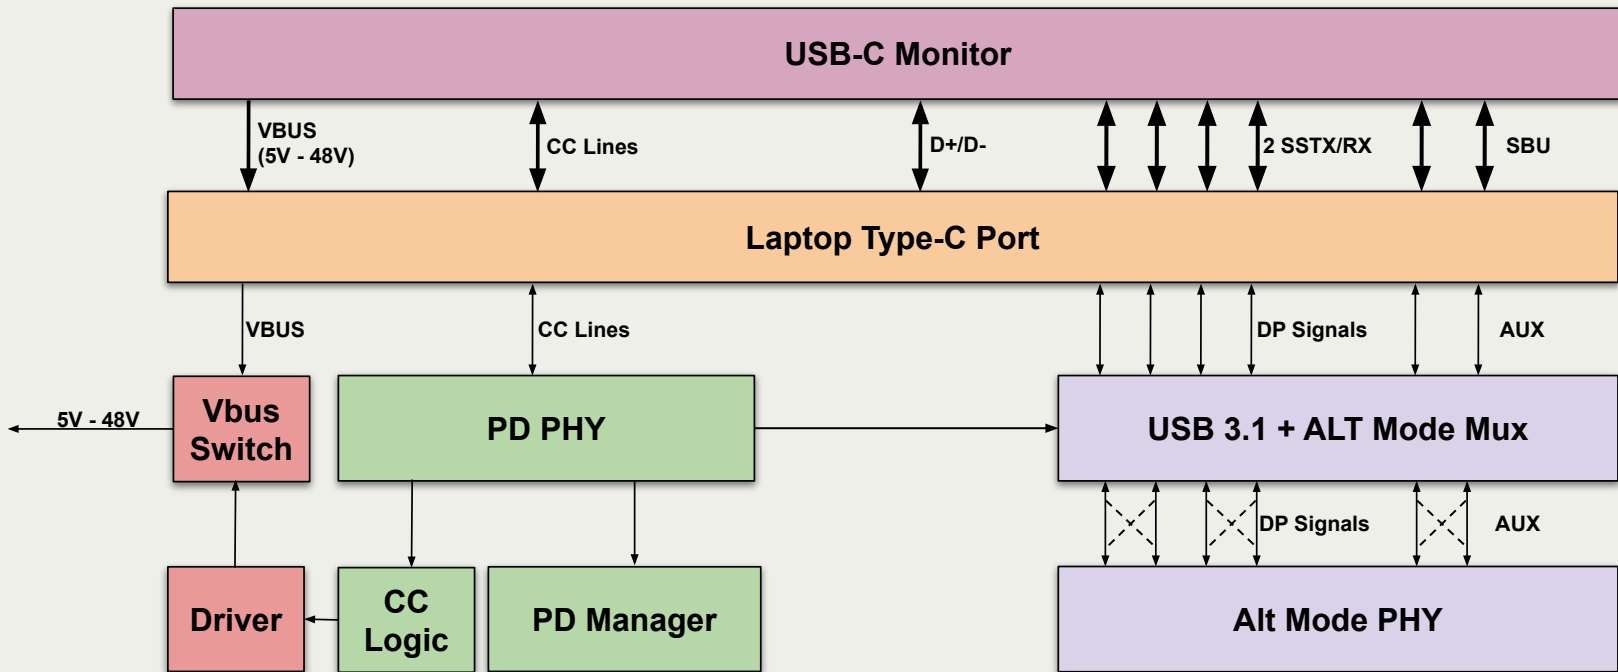 USB-C Monitor
VBUS
(5V - 48V)
CC Lines
D+/D-
2 SSTX/RX
SBU
Laptop Type-C Port
VBUS
CC Lines
DP Signals
AUX
5V - 48V
Vbus
Switch
PD PHY
USB 3.1 + ALT Mode Mux
DP Signals
AUX
Driver
CC
Logic
PD Manager
Alt Mode PHY